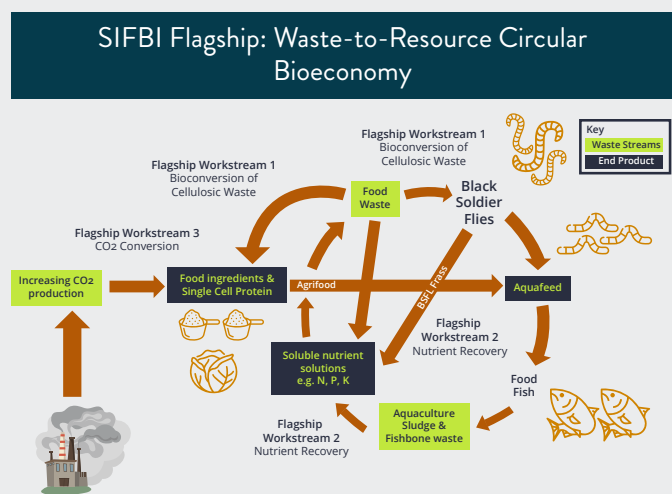 SIFBI Flagship: Waste-to-Resource Circular
Bioeconomy
Flagship Workstream 1
Bioconversion of
Cellulosic Waste
Key
Waste Streams
End Product
Flagship Workstream 1
Bioconversion of
Cellulosic Waste
Food
Waste
Black
Soldier
Flies
Flagship Workstream 3
CO2 Conversion
Increasing CO2
production
Food ingredients &
Single Cell Protein
Agrifood
BSFL Frass
Aquafeed
Flagship
Workstream 2
Nutrient Recovery
Soluble nutrient
solutions
e.g. N, P, K
Food
Fish
Aquaculture
Sludge &
Fishbone waste
Flagship
Workstream 2
Nutrient Recovery